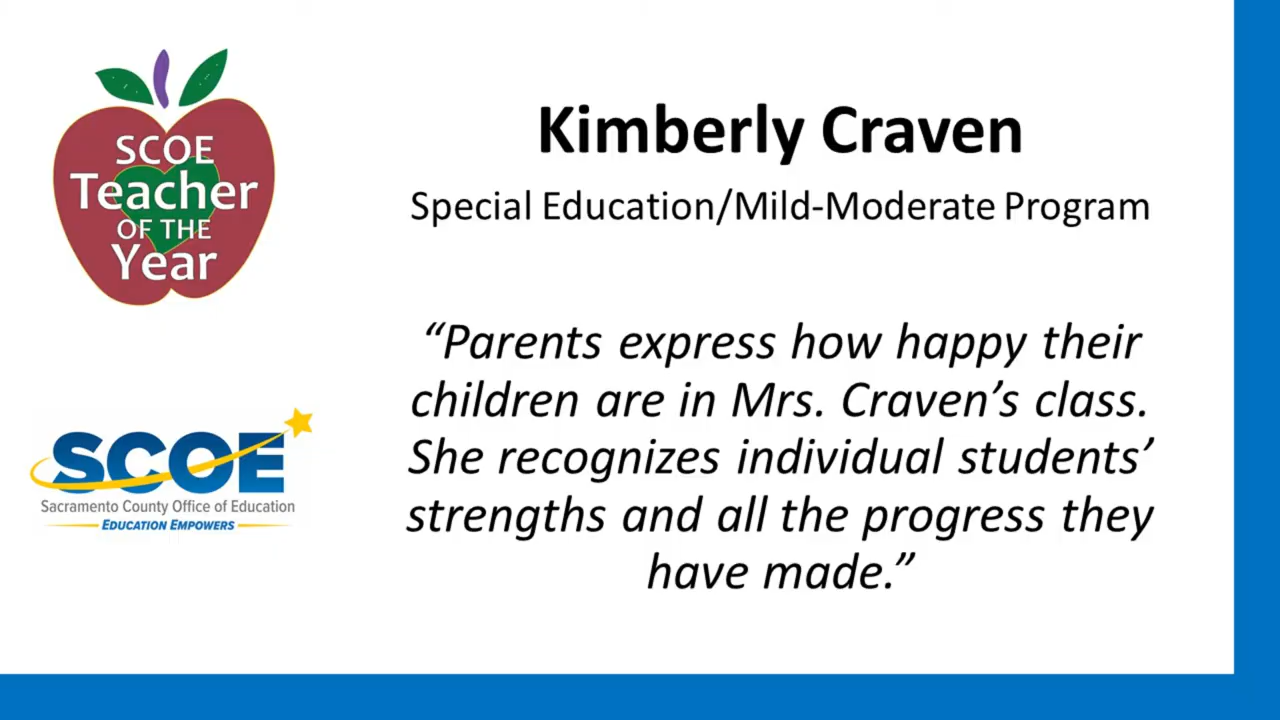 SCOE
Teacher
OF THE
Year
Kimberly Craven
Special Education/Mild-Moderate Program
“Parents express how happy their
children are in Mrs. Craven’s class.
She recognizes individual students’
strengths and all the progress they
have made.”
SCOE
Sacramento County Office of Education
EDUCATION EMPOWERS